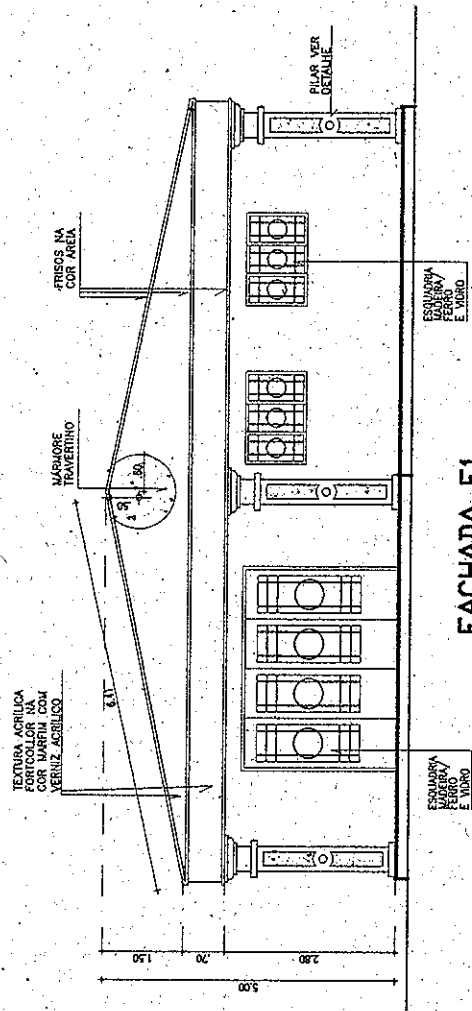 TEXTURA ACRILICA
FORTCOLLOR NA
COR MARFIM COM
VERNIZ ACRILICO
MARMORE
TRAVERTINO
FRISOS NA
COR AREIA
PILAR VER
DETALHE
6.41
.80
1.50
.70
2.80
5.00
ESQUADRIA
MADEIRA/
FERRO
E VIDRO
ESQUADRIA
MADEIRA/
FERRO
E VIDRO
FACHADA F1